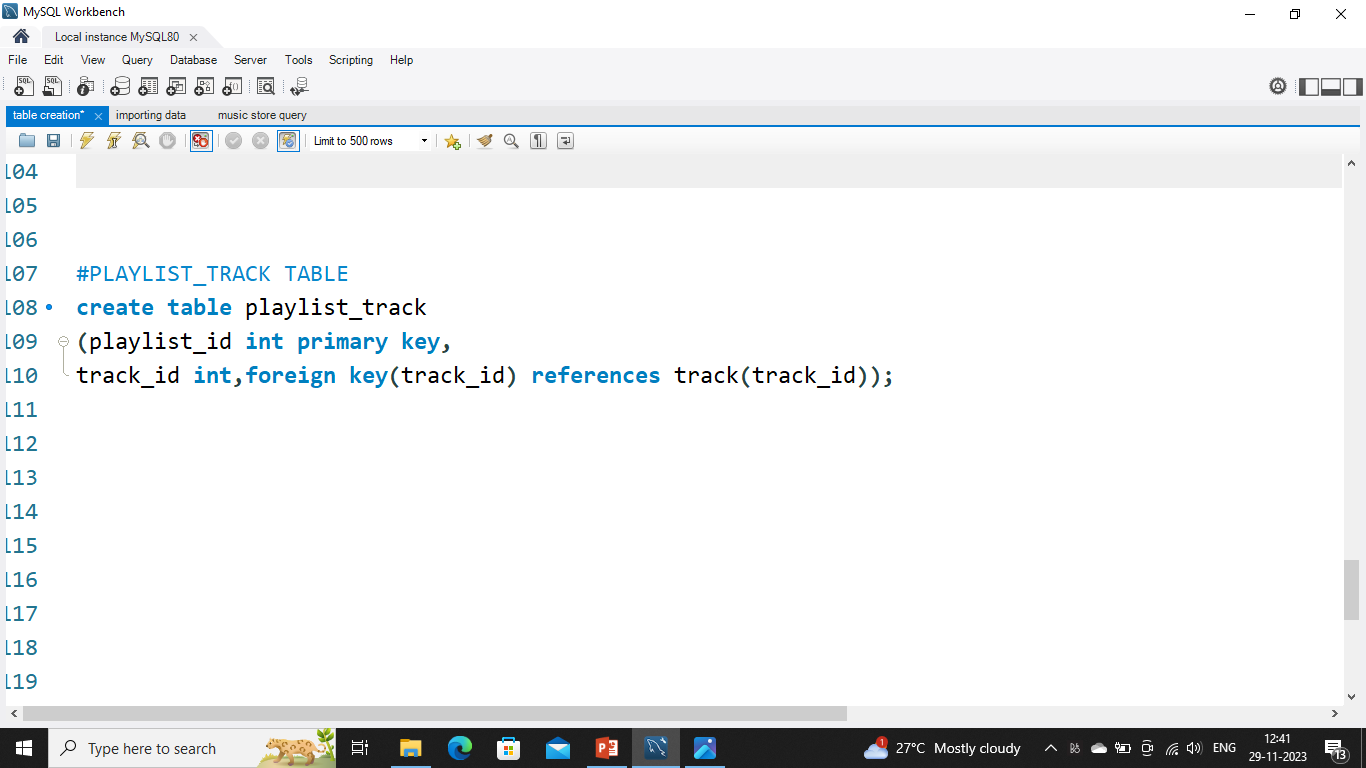 MySQL Workbench
Local instance MySQL80
File Edit View Query Database Server Tools Scripting Help
table creation* importing data music store query
Limit to 500 rows
104
105
106
107 #PLAYLIST_TRACK TABLE
108 create table playlist_track
109 (playlist_id int primary key,
110 track_id int,foreign key(track_id) references track(track_id));
111
112
113
114
115
116
117
118
119
Type here to search
1
27°C Mostly cloudy
ENG
12:41
29-11-2023
13